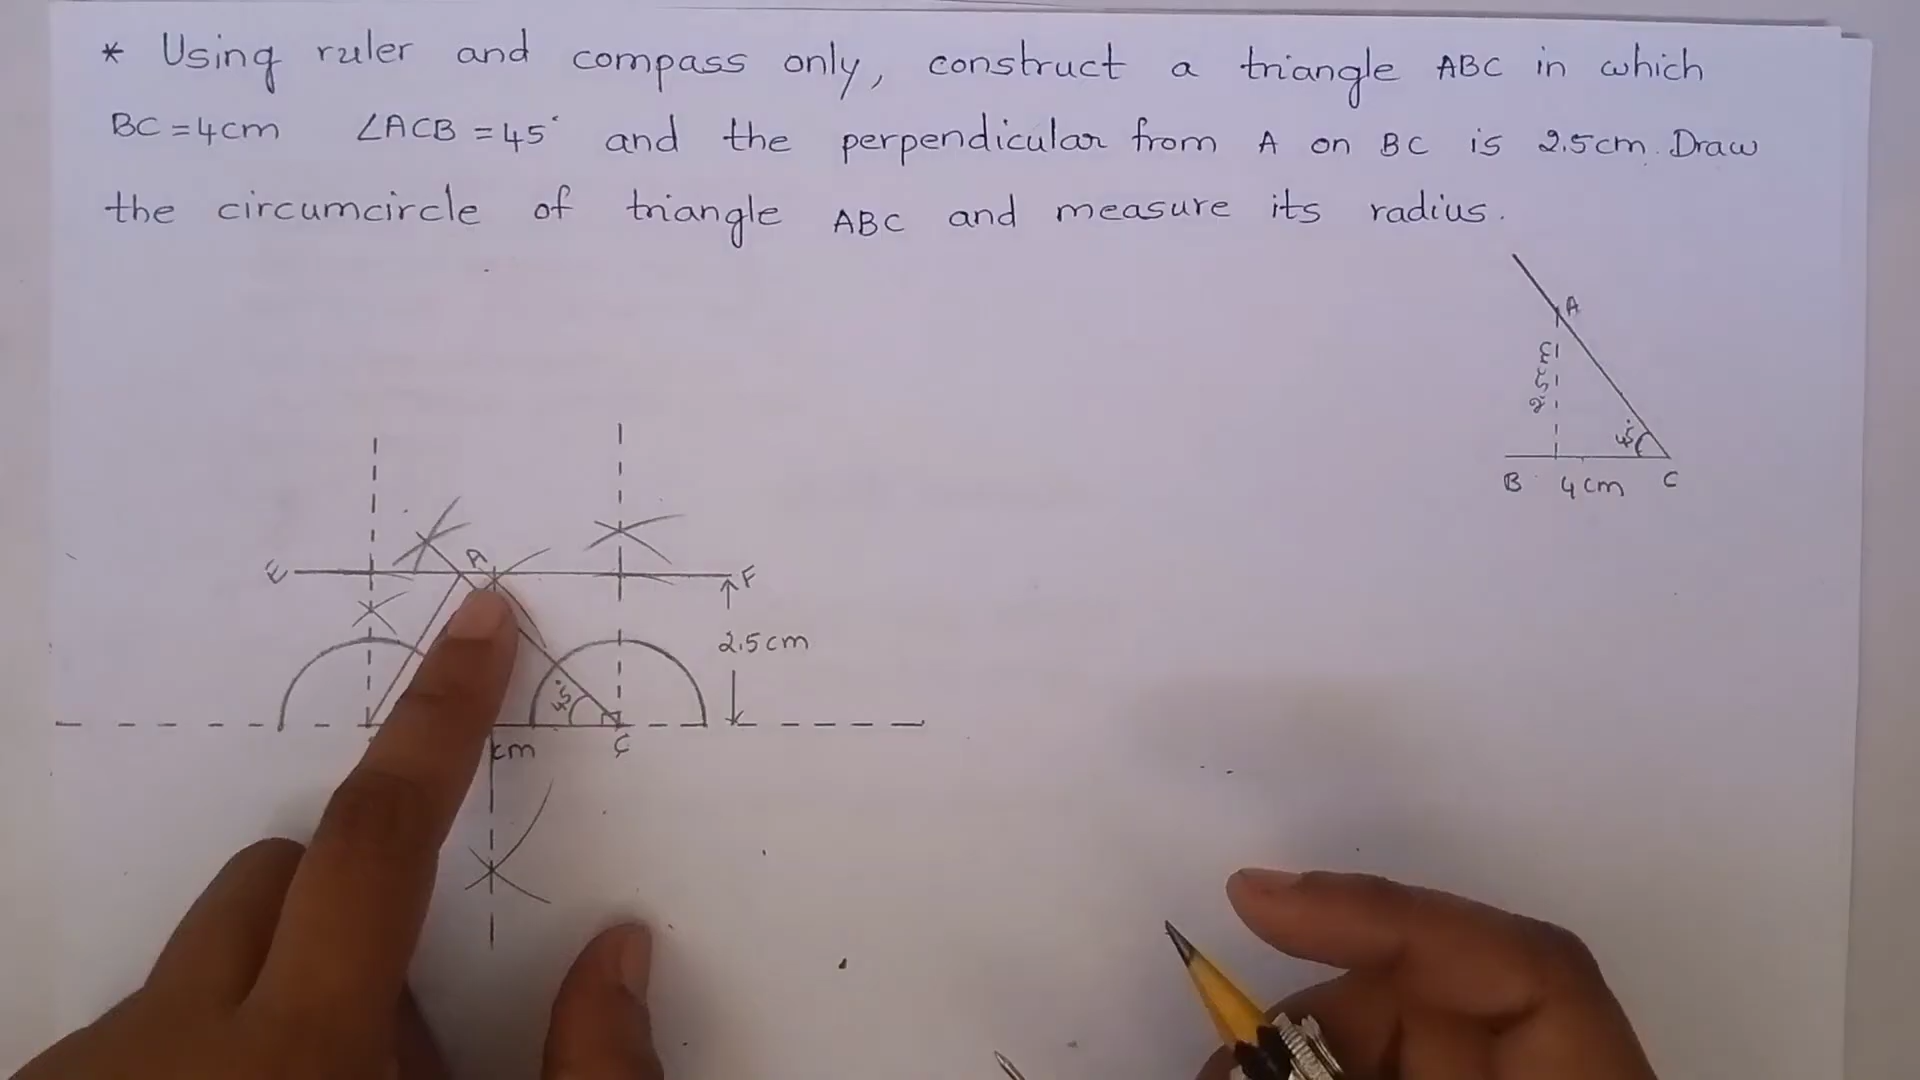 * Using ruler and compass only, construct a triangle ABC in which
BC = 4cm ∠ACB = 45° and the perpendicular from A on BC is 2.5cm. Draw
the circumcircle of triangle ABC and measure its radius.
A
2.5cm
45°
B 4cm C
A
E F
2.5cm
45°
cm C